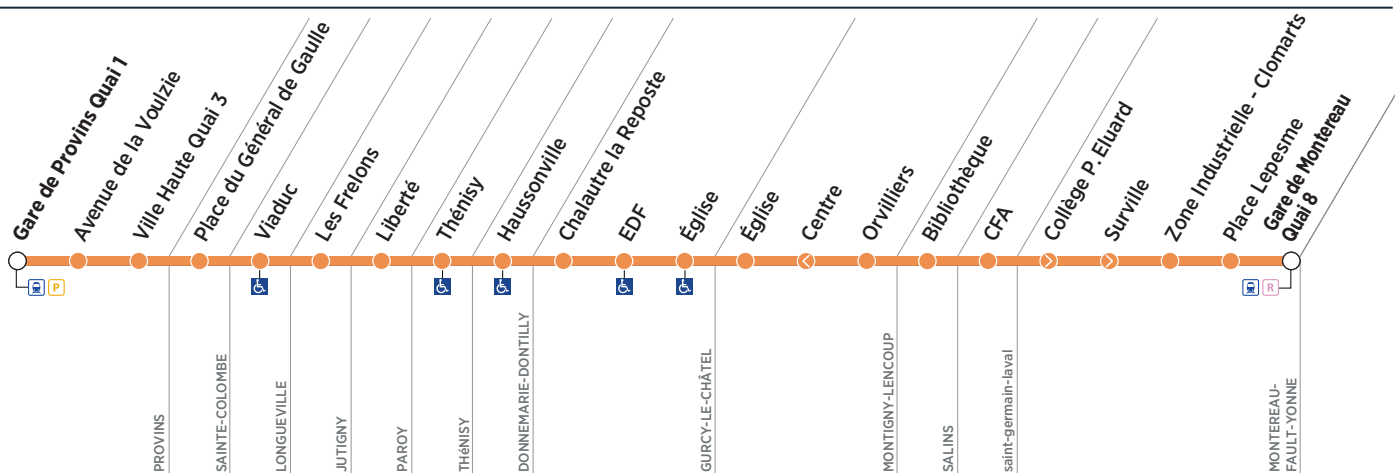 Gare de Provins Quai 1
Avenue de la Voulzie
Ville Haute Quai 3
Place du Général de Gaulle
Viaduc
Les Frelons
Liberté
Thénisy
Haussonville
Chalautre la Reposte
EDF
Église
Église
Centre
Orvilliers
Bibliothèque
CFA
Collège P. Eluard
Surville
Zone Industrielle - Clomarts
Place Lepesme
Gare de Montereau
Quai 8
P
R
PROVINS
SAINTE-COLOMBE
LONGUEVILLE
JUTIGNY
PAROY
THéNISY
DONNEMARIE-DONTILLY
GURCY-LE-CHÂTEL
MONTIGNY-LENCOUP
SALINS
saint-germain-laval
MONTEREAU-
FAULT-YONNE